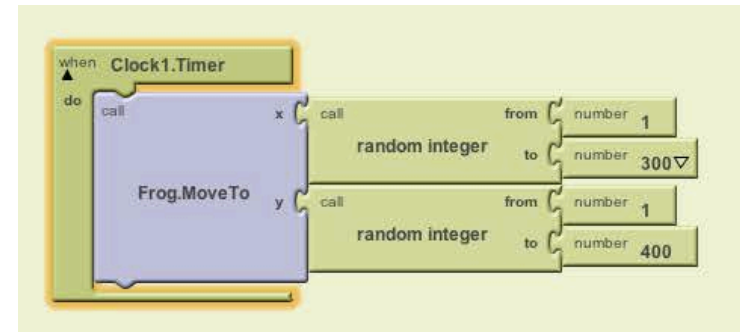 when Clock1.Timer
do
call x call from number 1
random integer
to number 300
Frog.MoveTo
y call from number 1
random integer
to number 400